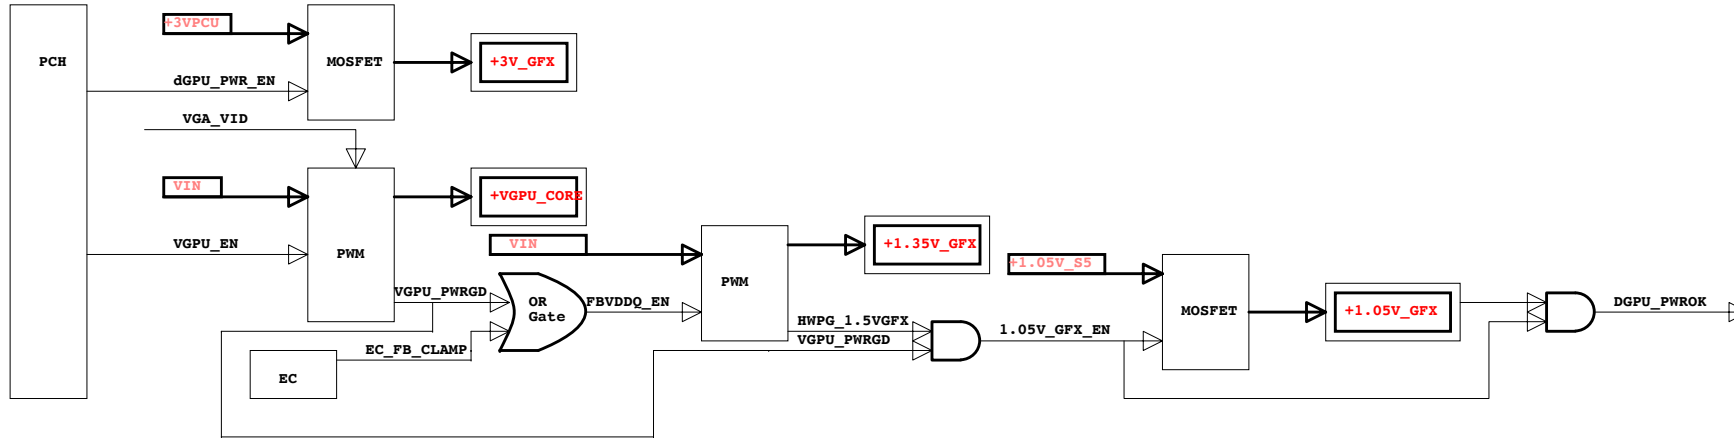 +3VPCU
PCH
MOSFET
+3V_GFX
dGPU_PWR_EN
VGA_VID
VIN
+VGPU_CORE
VGPU_EN
PWM
VIN
+1.35V_GFX
+1.05V_S5
PWM
VGPU_PWRGD
OR
Gate
FBVDDQ_EN
HWPG_1.5VGFX
VGPU_PWRGD
1.05V_GFX_EN
MOSFET
+1.05V_GFX
DGPU_PWROK
EC_FB_CLAMP
EC